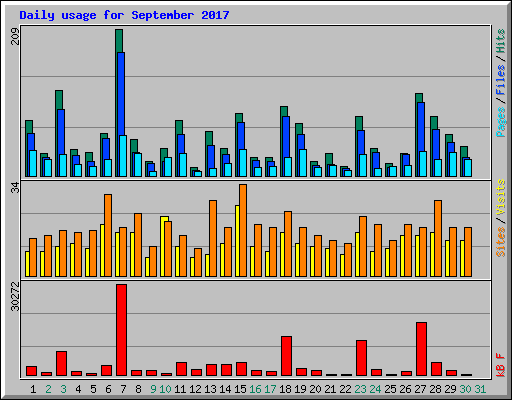 Daily usage for September 2017
209
Pages / Files / Hits
34
Sites / Visits
30272
kB F
1 2 3 4 5 6 7 8 9 10 11 12 13 14 15 16 17 18 19 20 21 22 23 24 25 26 27 28 29 30 31